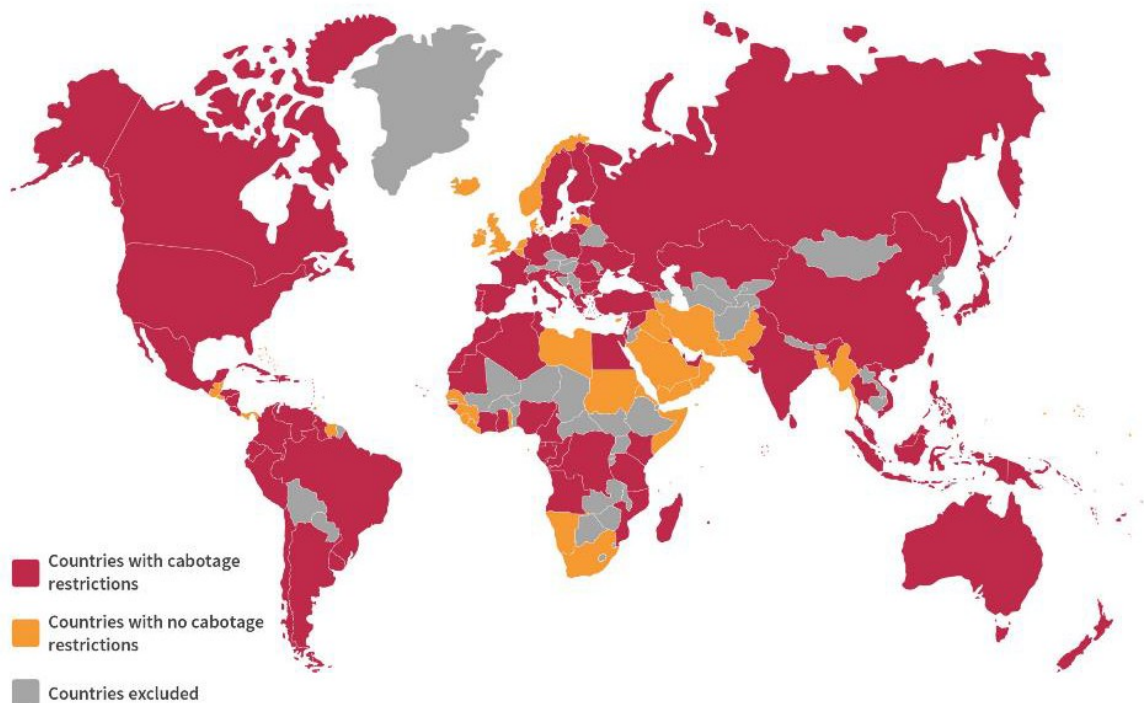 Countries with cabotage
restrictions
Countries with no cabotage
restrictions
Countries excluded